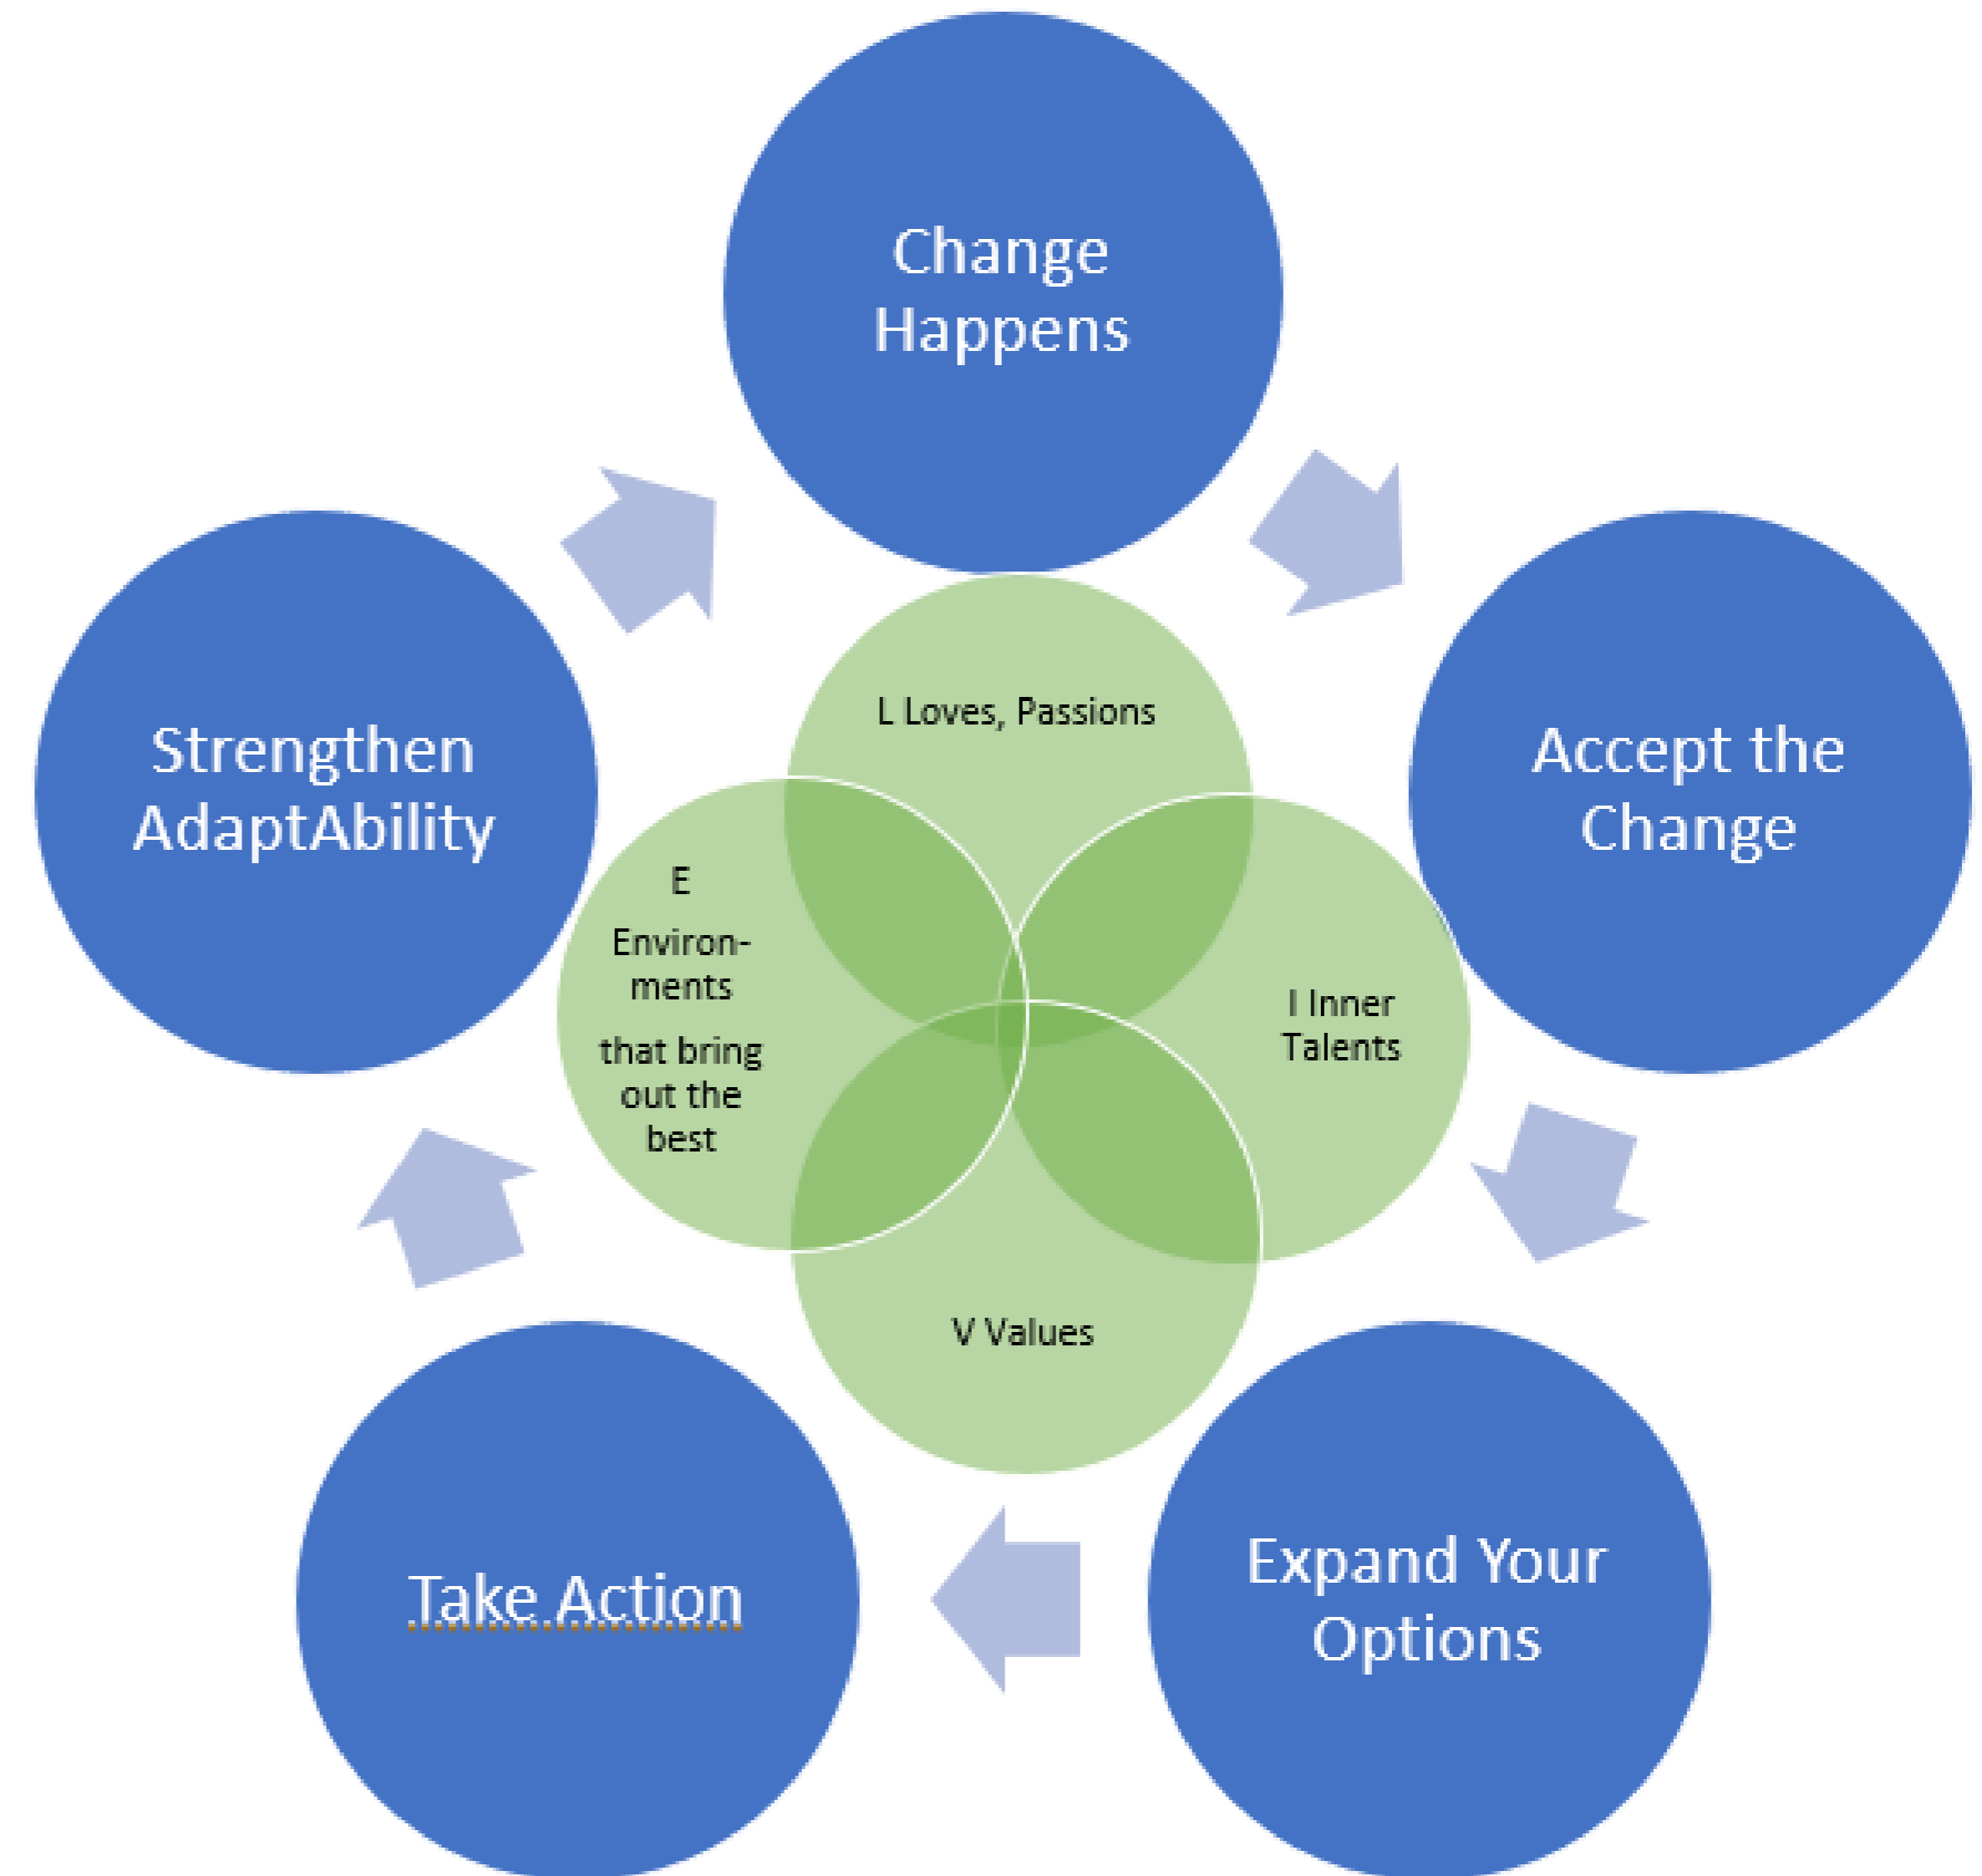 Change
Happens
Accept the
Change
Expand Your
Options
Take Action
Strengthen
AdaptAbility
L Loves, Passions
I Inner
Talents
V Values
E
Environ-
ments
that bring
out the
best